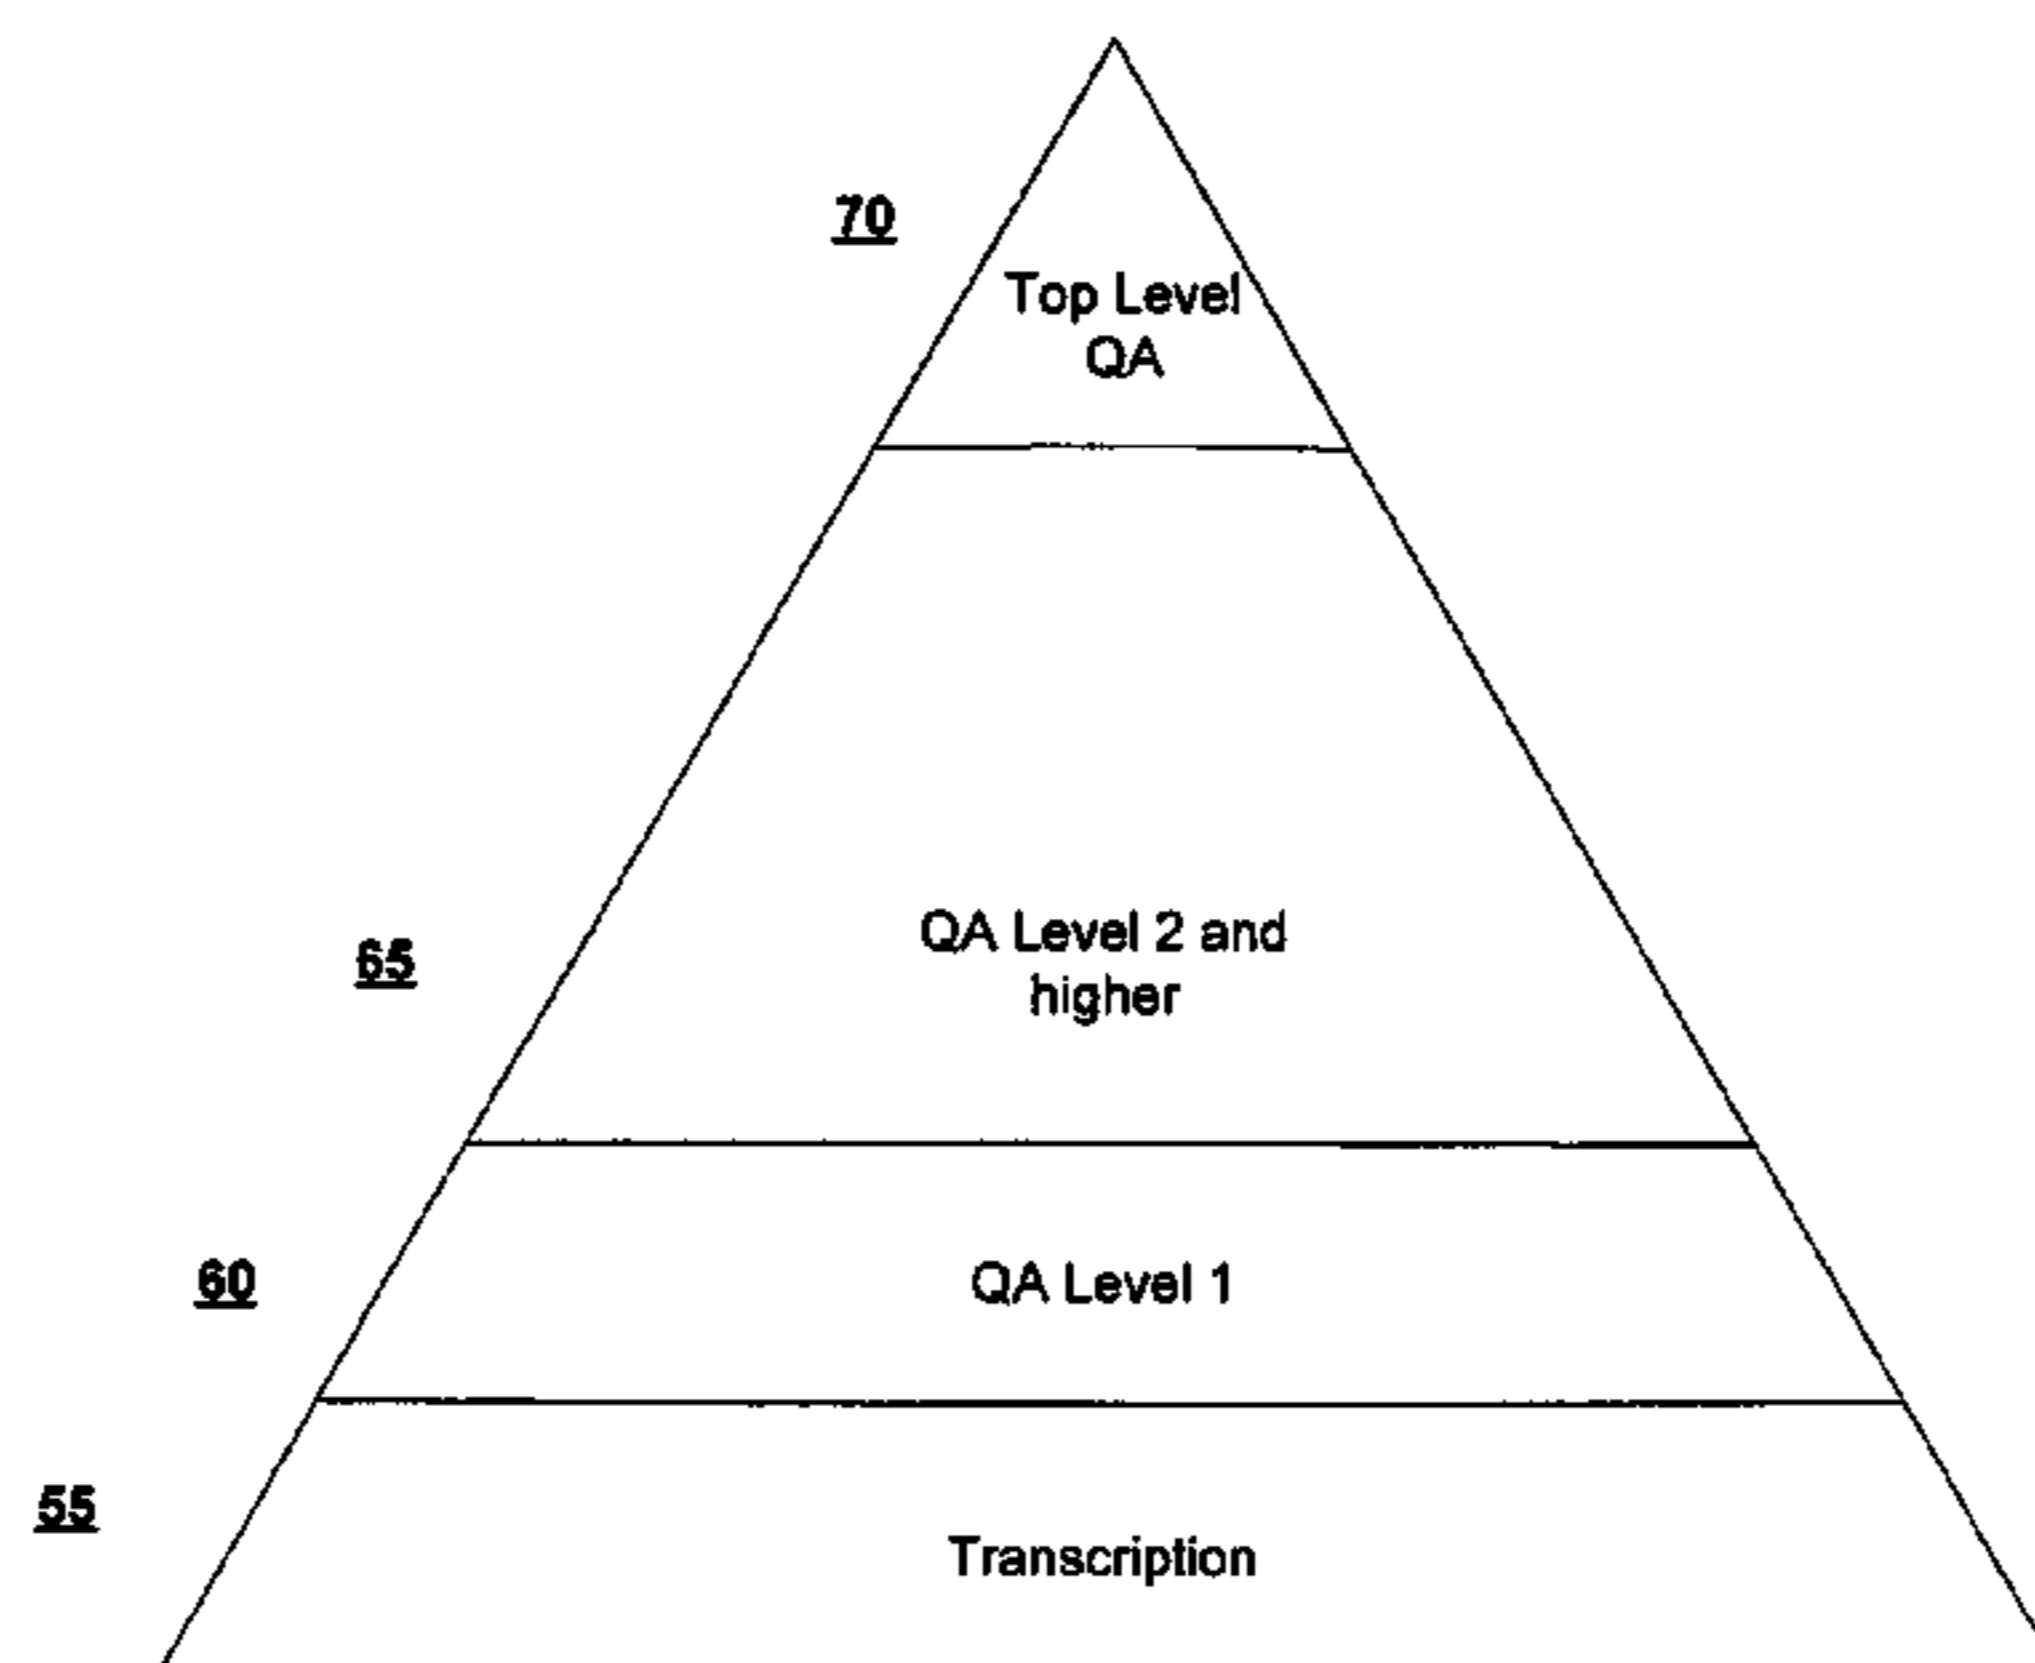 70
Top Level
QA
QA Level 2 and
higher
65
60
QA Level 1
55
Transcription